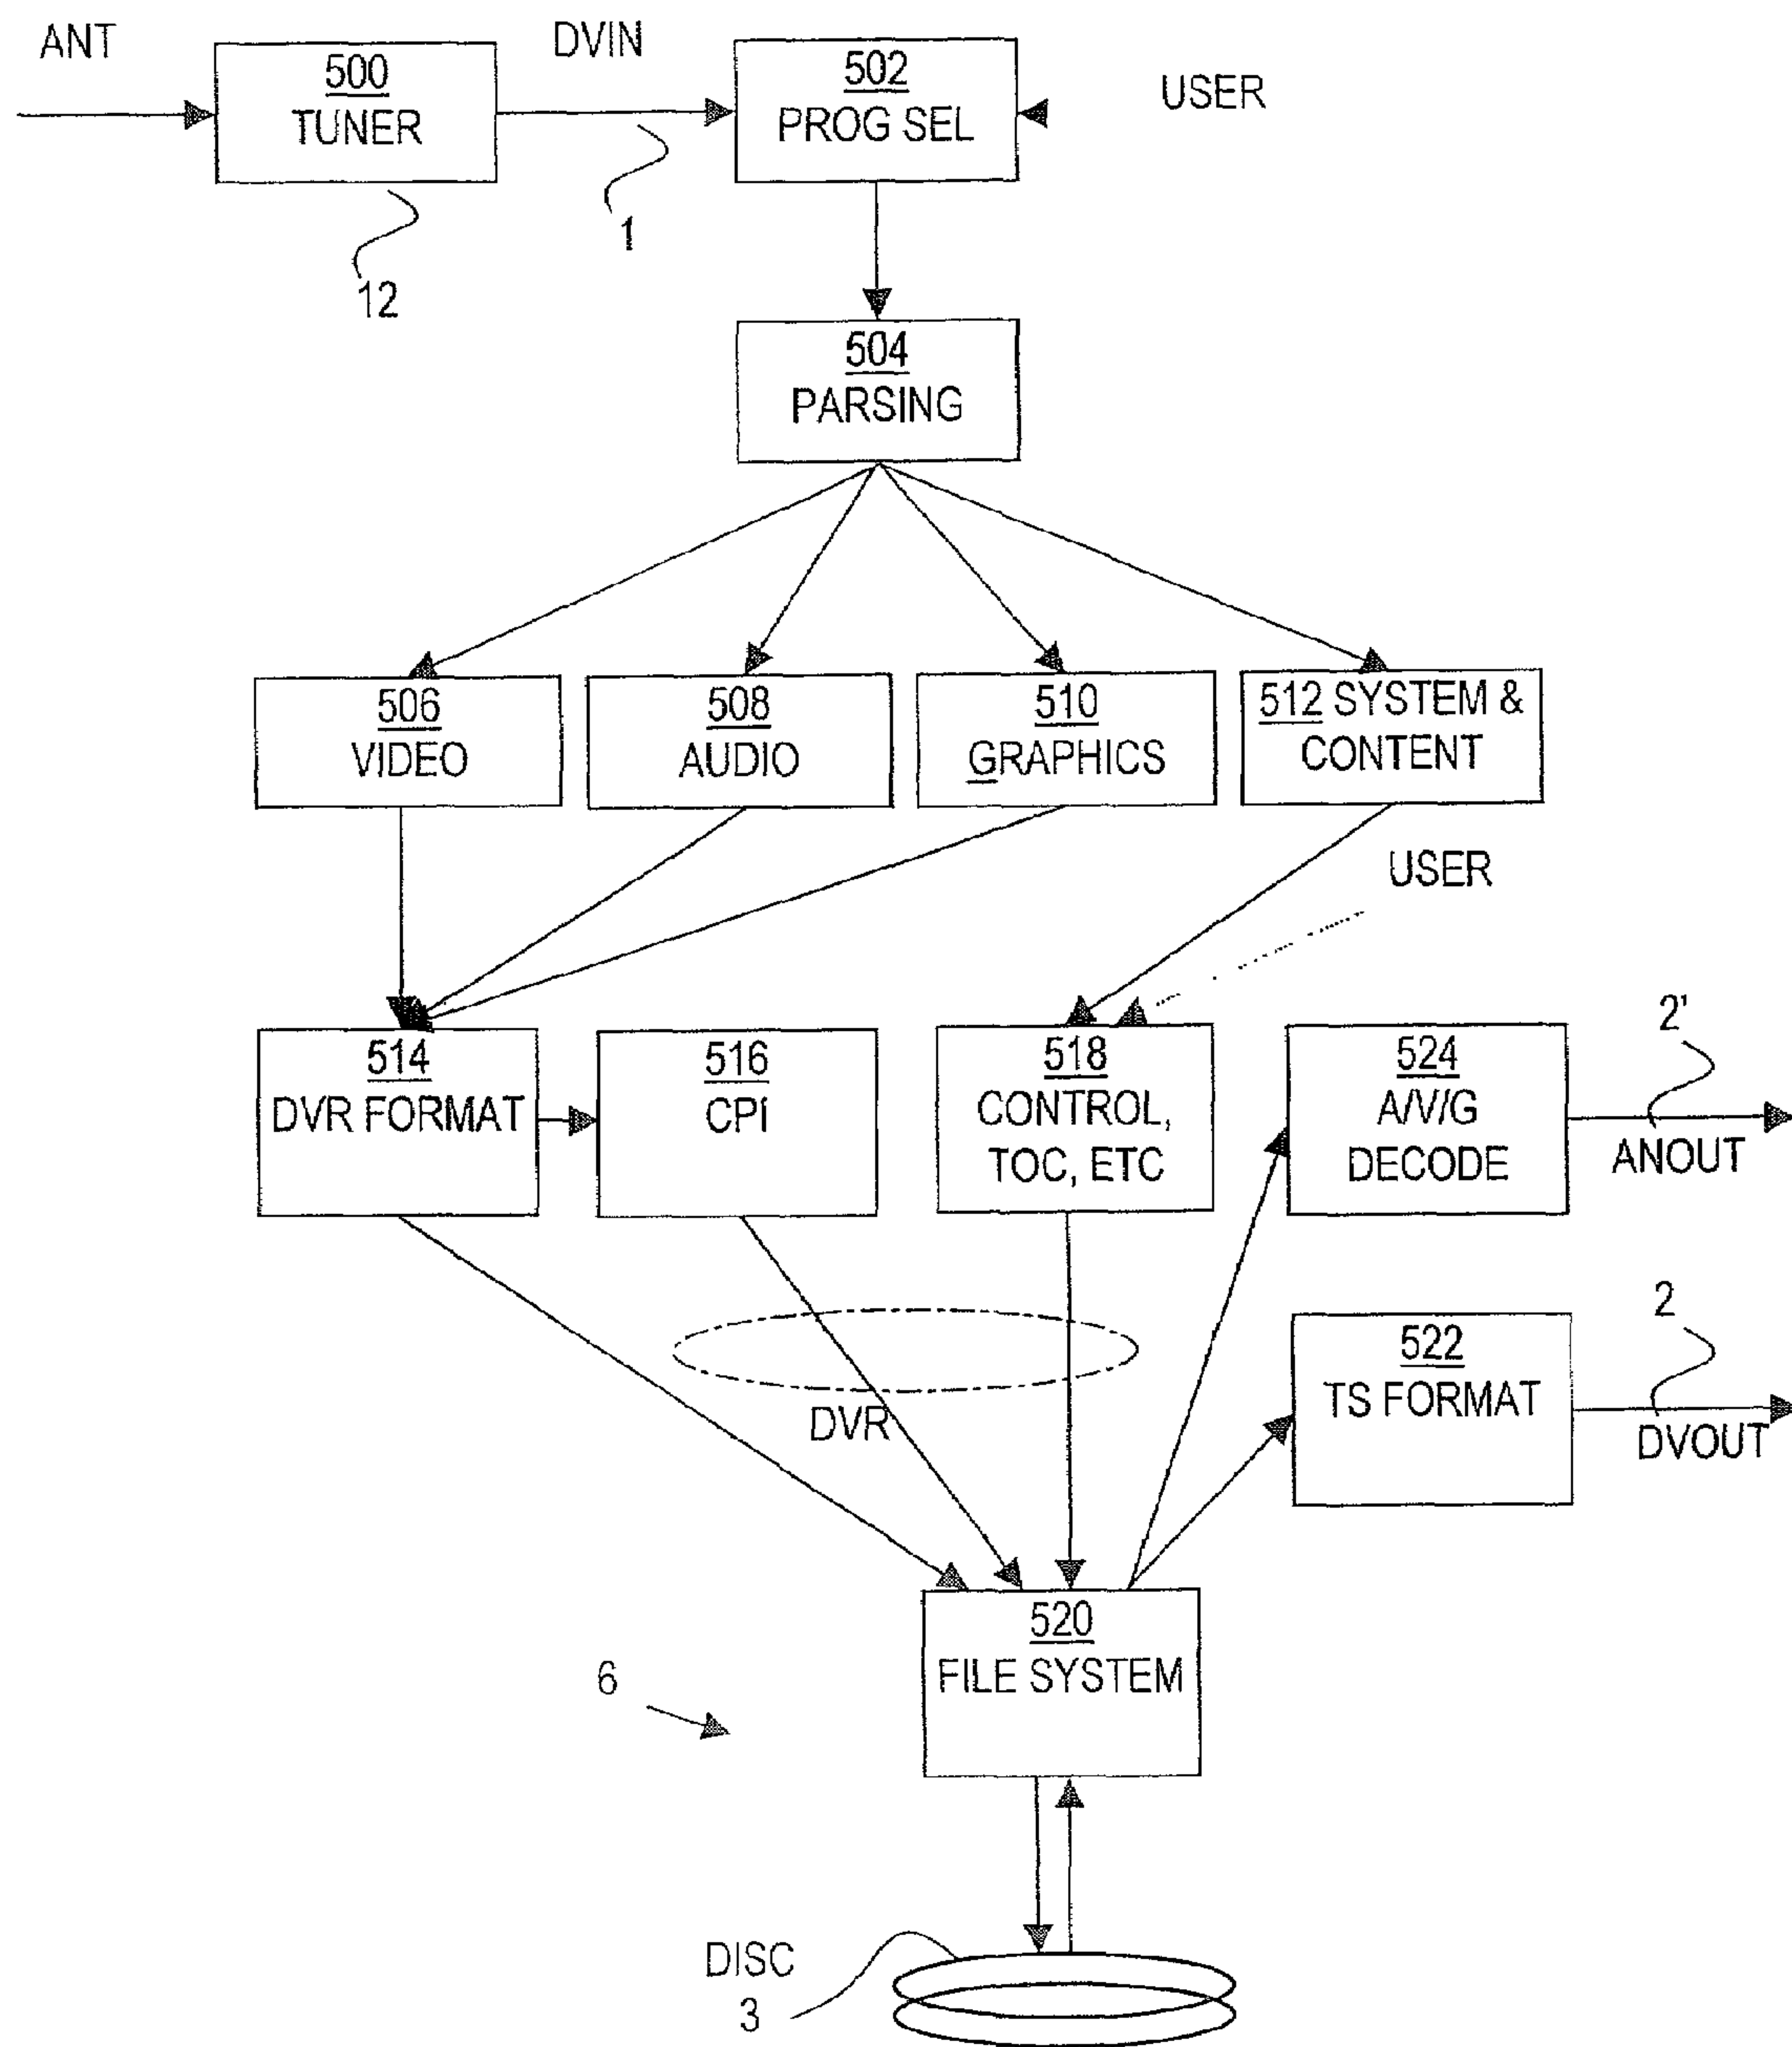 ANT
DVIN
500
TUNER
502
PROG SEL
USER
1
12
504
PARSING
506
VIDEO
508
AUDIO
510
GRAPHICS
512 SYSTEM &
CONTENT
USER
514
DVR FORMAT
516
CPI
518
CONTROL,
TOC, ETC
524
A/V/G
DECODE
2'
ANOUT
DVR
522
TS FORMAT
2
DVOUT
520
FILE SYSTEM
6
DISC
3